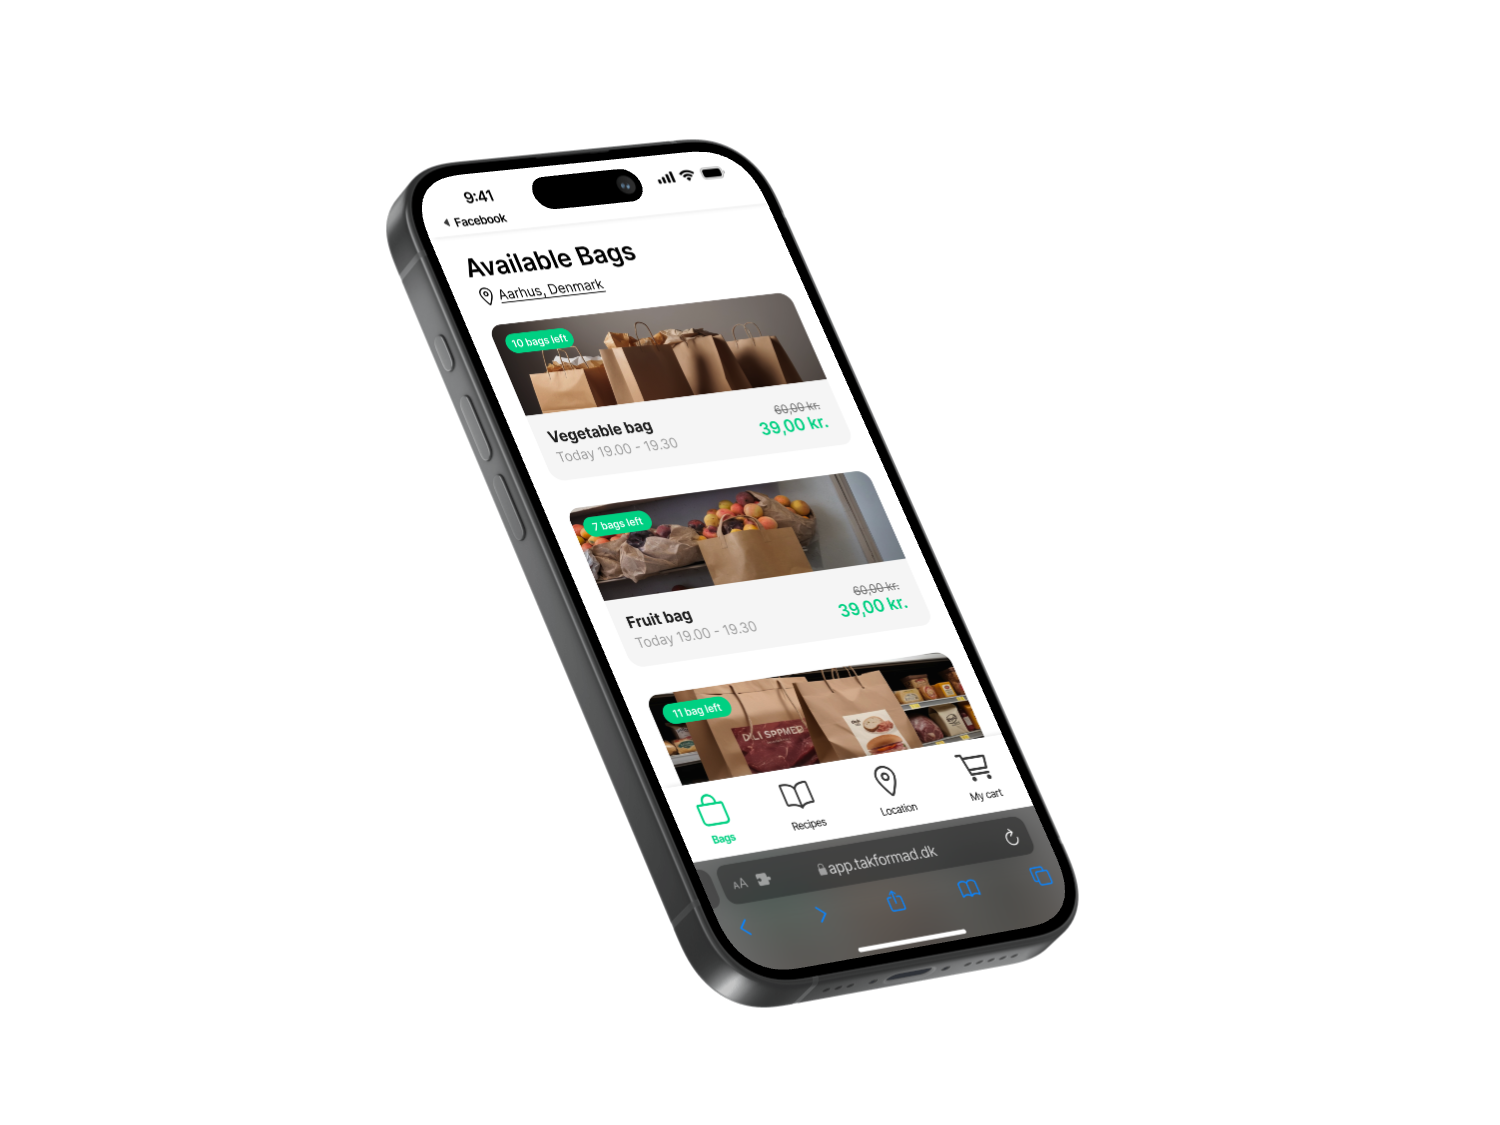 9:41
Facebook
Available Bags
Aarhus, Denmark
10 bags left
60,00 kr.
Vegetable bag
39,00 kr.
Today 19.00 - 19.30
7 bags left
60,00 kr.
Fruit bag
39,00 kr.
Today 19.00 - 19.30
11 bag left
DILI SPPMEP
Bags
Recipes
Location
My cart
AA
app.takformad.dk